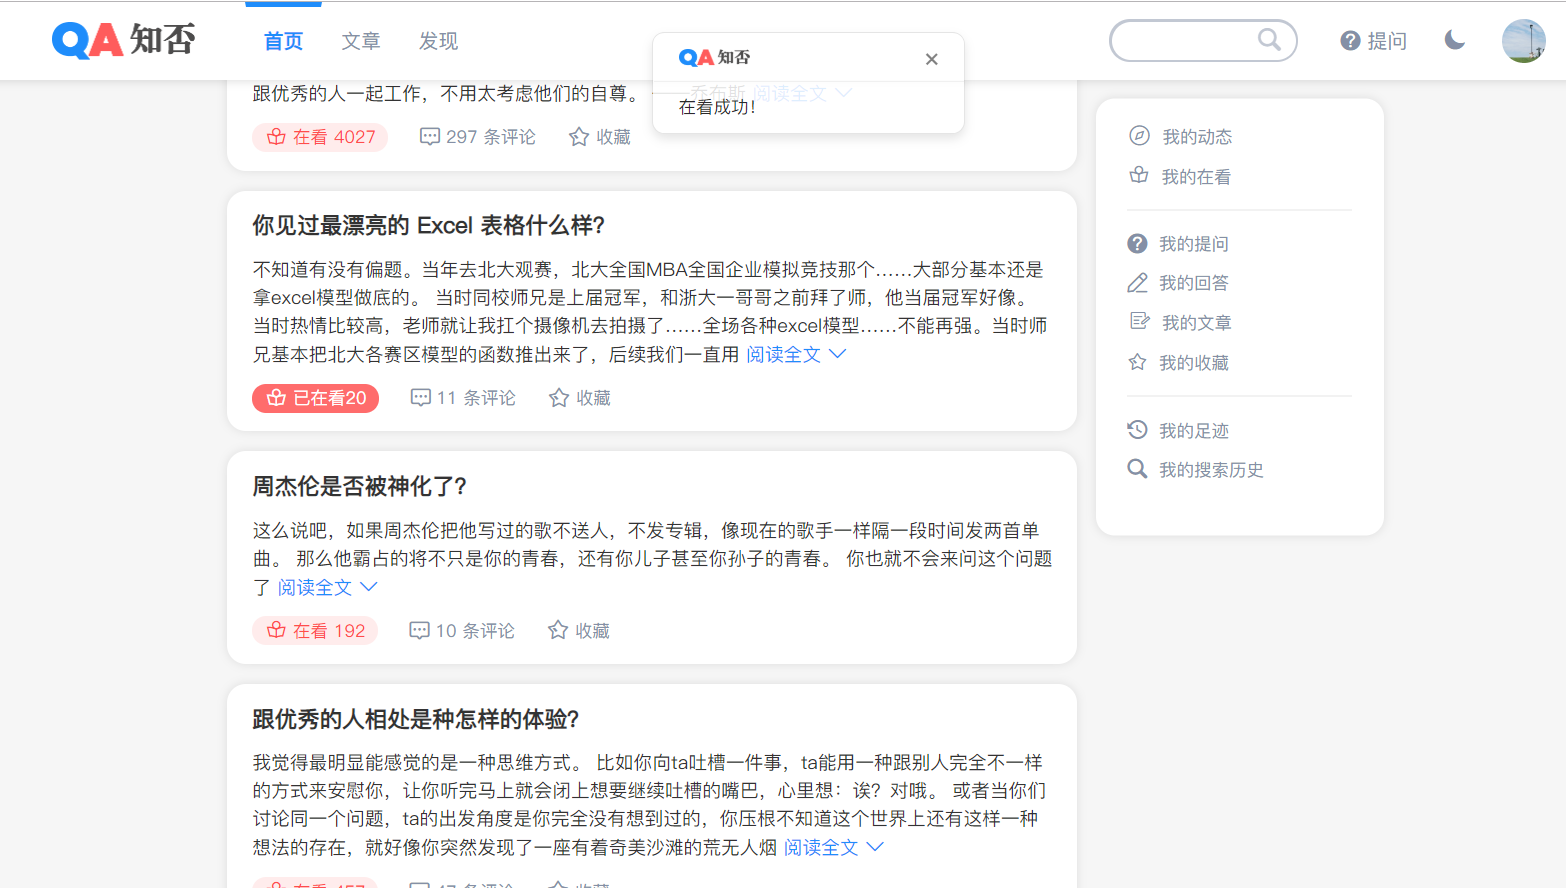 QA 知否
首页
文章
发现
提问
QA 知否
×
在看成功！
跟优秀的人一起工作，不用太考虑他们的自尊。 ——乔布斯 阅读全文
在看 4027
297 条评论
收藏
你见过最漂亮的 Excel 表格什么样？
不知道有没有偏题。当年去北大观赛，北大全国MBA全国企业模拟竞技那个……大部分基本还是
拿excel模型做底的。 当时同校师兄是上届冠军，和浙大一哥哥之前拜了师，他当届冠军好像。
当时热情比较高，老师就让我扛个摄像机去拍摄了……全场各种excel模型……不能再强。当时师
兄基本把北大各赛区模型的函数推出来了，后续我们一直用 阅读全文
已在看20
11 条评论
收藏
周杰伦是否被神化了？
这么说吧，如果周杰伦把他写过的歌不送人，不发专辑，像现在的歌手一样隔一段时间发两首单
曲。 那么他霸占的将不只是你的青春，还有你儿子甚至你孙子的青春。 你也就不会来问这个问题
了 阅读全文
在看 192
10 条评论
收藏
跟优秀的人相处是种怎样的体验？
我觉得最明显能感觉的是一种思维方式。 比如你向ta吐槽一件事，ta能用一种跟别人完全不一样
的方式来安慰你，让你听完马上就会闭上想要继续吐槽的嘴巴，心里想：诶？对哦。 或者当你们
讨论同一个问题，ta的出发角度是你完全没有想到过的，你压根不知道这个世界上还有这样一种
想法的存在，就好像你突然发现了一座有着奇美沙滩的荒无人烟 阅读全文
在看 457
47 条评论
收藏
我的动态
我的在看
我的提问
我的回答
我的文章
我的收藏
我的足迹
我的搜索历史